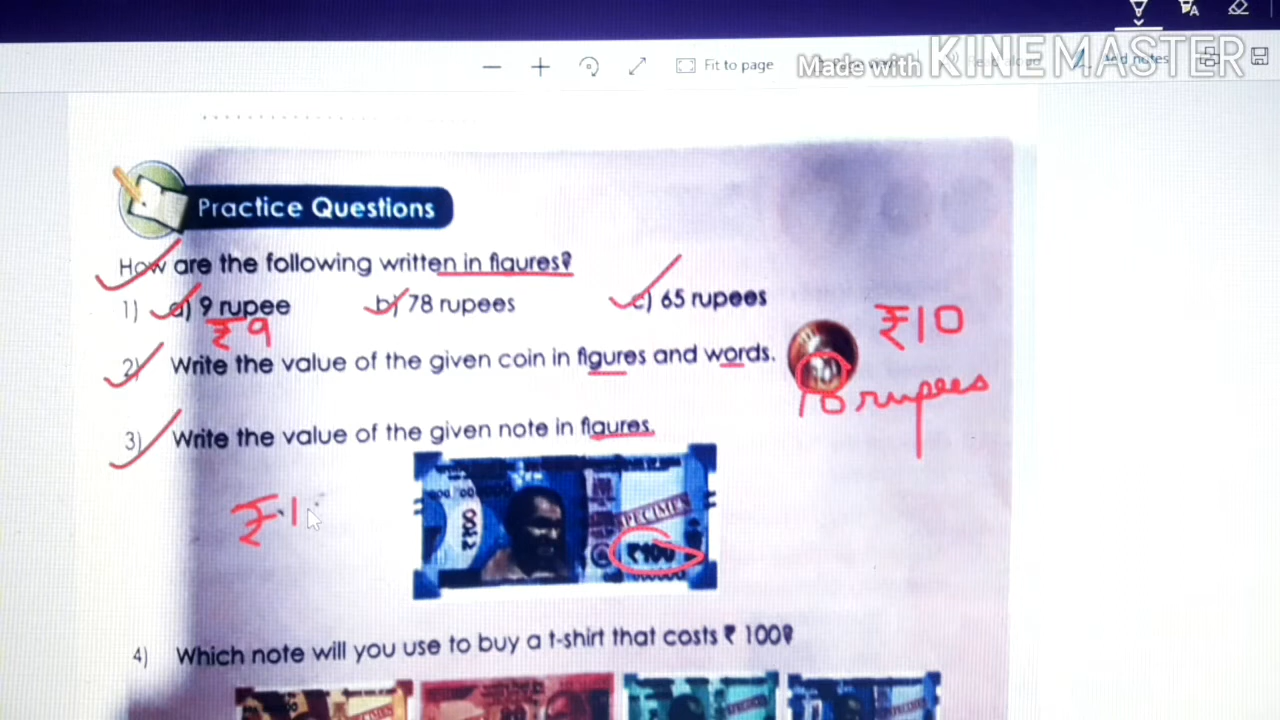 Fit to page
Made with KINEMASTER
Add notes
Practice Questions
How are the following written in figures?
1) a) 9 rupee b) 78 rupees c) 65 rupees
₹ 9
₹10
2) Write the value of the given coin in figures and words.
10
10 rupees
3) Write the value of the given note in figures.
₹ 1
SPECIMEN
₹100
4) Which note will you use to buy a t-shirt that costs ₹ 100?